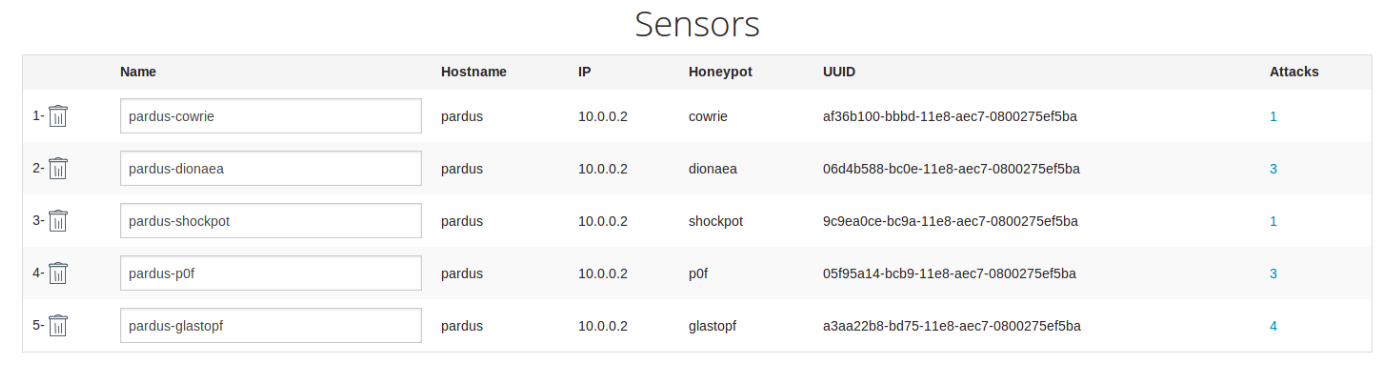 Sensors
Name Hostname IP Honeypot UUID Attacks
1- pardus-cowrie pardus 10.0.0.2 cowrie af36b100-bbbd-11e8-aec7-0800275ef5ba 1
2- pardus-dionaea pardus 10.0.0.2 dionaea 06d4b588-bc0e-11e8-aec7-0800275ef5ba 3
3- pardus-shockpot pardus 10.0.0.2 shockpot 9c9ea0ce-bc9a-11e8-aec7-0800275ef5ba 1
4- pardus-p0f pardus 10.0.0.2 p0f 05f95a14-bcb9-11e8-aec7-0800275ef5ba 3
5- pardus-glastopf pardus 10.0.0.2 glastopf a3aa22b8-bd75-11e8-aec7-0800275ef5ba 4